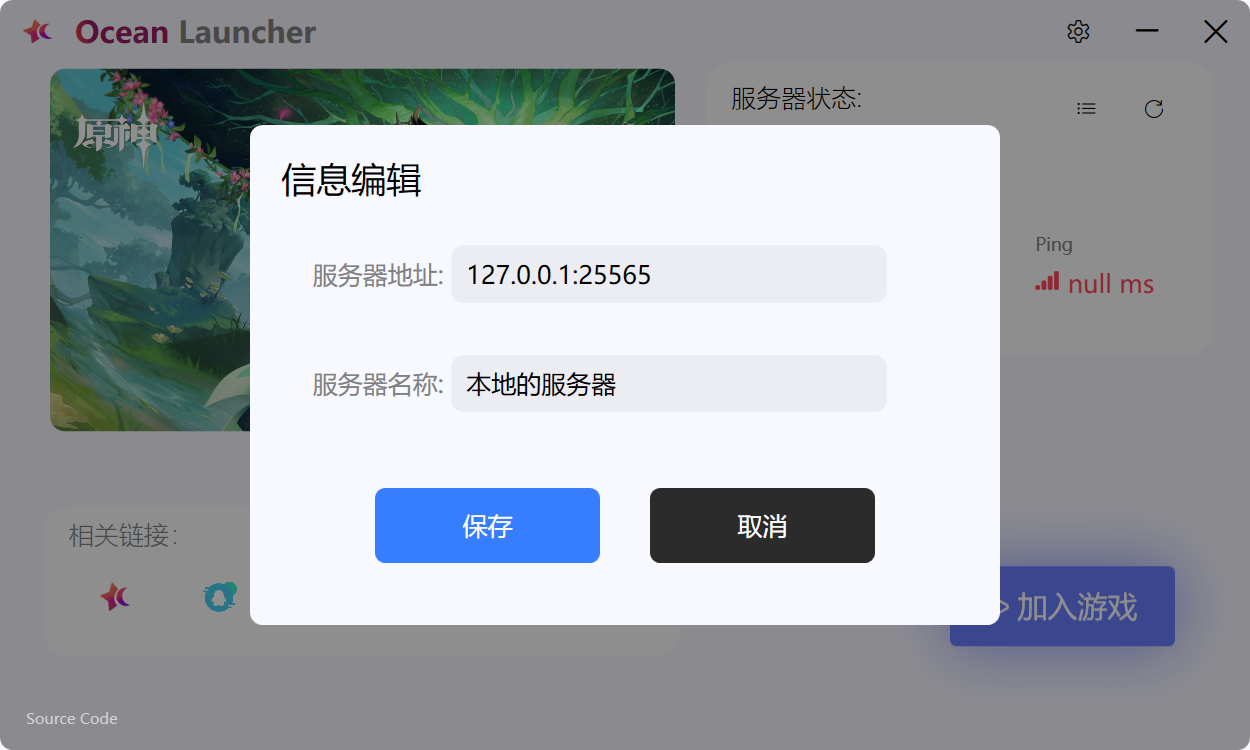 Ocean Launcher
原神
服务器状态:
信息编辑
服务器地址: 127.0.0.1:25565
Ping
null ms
服务器名称: 本地的服务器
保存
取消
相关链接:
> 加入游戏
Source Code